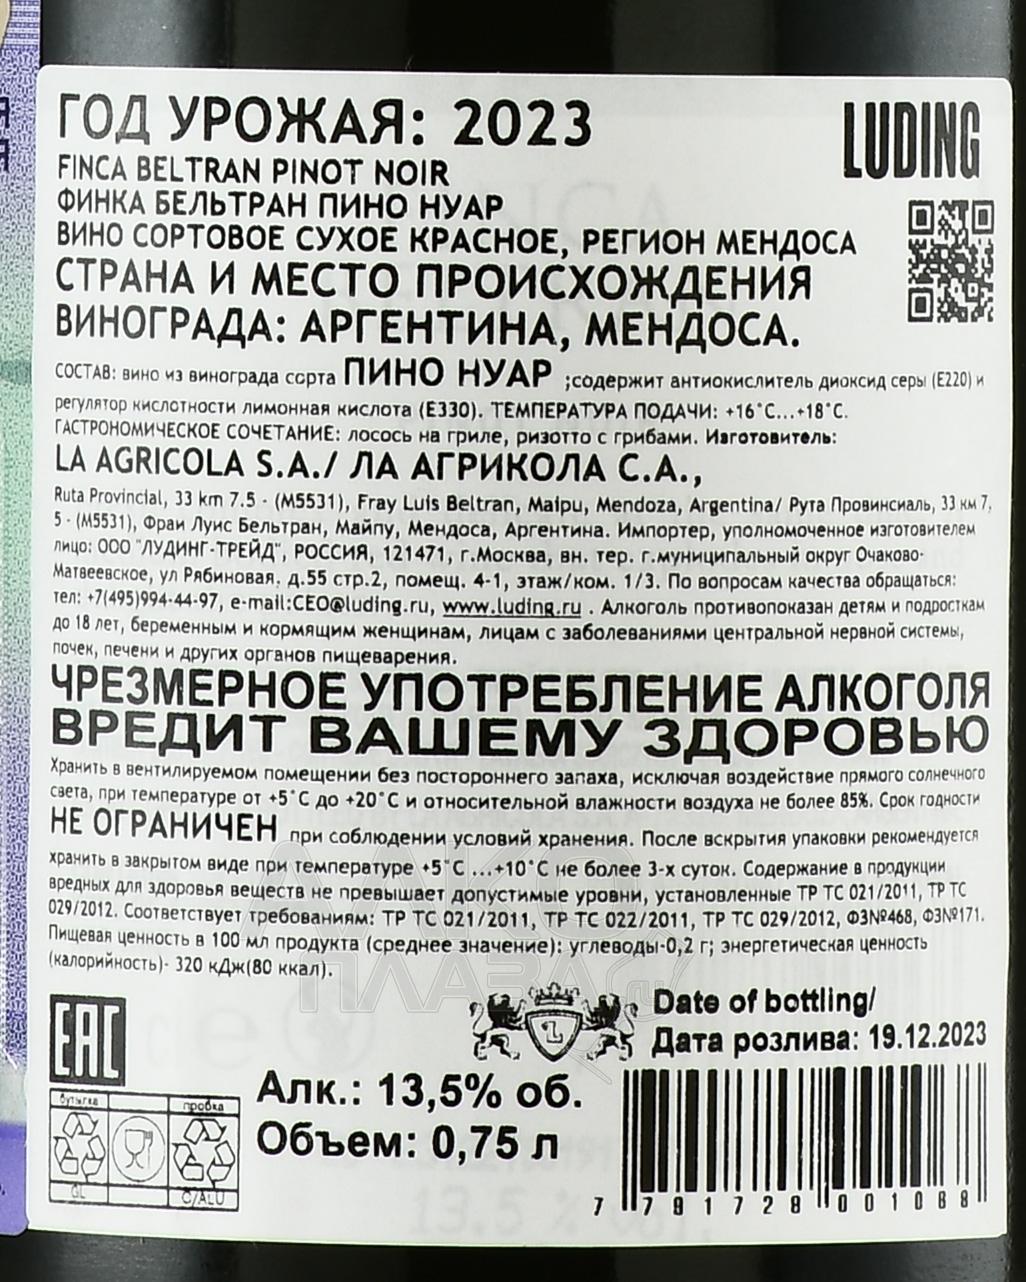 ГОД УРОЖАЯ: 2023
LUDING
FINCA BELTRAN PINOT NOIR
ФИНКА БЕЛЬТРАН ПИНО НУАР
ВИНО СОРТОВОЕ СУХОЕ КРАСНОЕ, РЕГИОН МЕНДОСА
СТРАНА И МЕСТО ПРОИСХОЖДЕНИЯ
ВИНОГРАДА: АРГЕНТИНА, МЕНДОСА.
СОСТАВ: вино из винограда сорта ПИНО НУАР ;содержит антиокислитель диоксид серы (E220) и
регулятор кислотности лимонная кислота (E330). ТЕМПЕРАТУРА ПОДАЧИ: +16˚C...+18˚C.
ГАСТРОНОМИЧЕСКОЕ СОЧЕТАНИЕ: лосось на гриле, ризотто с грибами. Изготовитель:
LA AGRICOLA S.A./ ЛА АГРИКОЛА С.А.,
Ruta Provincial, 33 km 7.5 - (M5531), Fray Luis Beltran, Maipu, Mendoza, Argentina/ Рута Провинсиаль, 33 км 7,
5 - (M5531), Фраи Луис Бельтран, Майпу, Мендоса, Аргентина. Импортер, уполномоченное изготовителем
лицо: ООО "ЛУДИНГ-ТРЕЙД", РОССИЯ, 121471, г.Москва, вн. тер. г.муниципальный округ Очаково-
Матвеевское, ул Рябиновая, д.55 стр.2, помещ. 4-1, этаж/ком. 1/3. По вопросам качества обращаться:
тел: +7(495)994-44-97, e-mail:CEO@luding.ru, www.luding.ru . Алкоголь противопоказан детям и подросткам
до 18 лет, беременным и кормящим женщинам, лицам с заболеваниями центральной нервной системы,
почек, печени и других органов пищеварения.
ЧРЕЗМЕРНОЕ УПОТРЕБЛЕНИЕ АЛКОГОЛЯ
ВРЕДИТ ВАШЕМУ ЗДОРОВЬЮ
Хранить в вентилируемом помещении без постороннего запаха, исключая воздействие прямого солнечного
света, при температуре от +5˚C до +20˚C и относительной влажности воздуха не более 85%. Срок годности
НЕ ОГРАНИЧЕН при соблюдении условий хранения. После вскрытия упаковки рекомендуется
хранить в закрытом виде при температуре +5˚C ...+10˚C не более 3-х суток. Содержание в продукции
вредных для здоровья веществ не превышает допустимые уровни, установленные ТР ТС 021/2011, ТР ТС
029/2012. Соответствует требованиям: ТР ТС 021/2011, ТР ТС 022/2011, ТР ТС 029/2012, ФЗ№468, ФЗ№171.
Пищевая ценность в 100 мл продукта (среднее значение): углеводы-0,2 г; энергетическая ценность
(калорийность)- 320 кДж(80 ккал).
АЛКО
ПЛАЗА.ru
EAC
L
Date of bottling/
Дата розлива: 19.12.2023
бутылка
пробка
GL
C/ALU
Алк.: 13,5% об.
Объем: 0,75 л
7 791728 001088